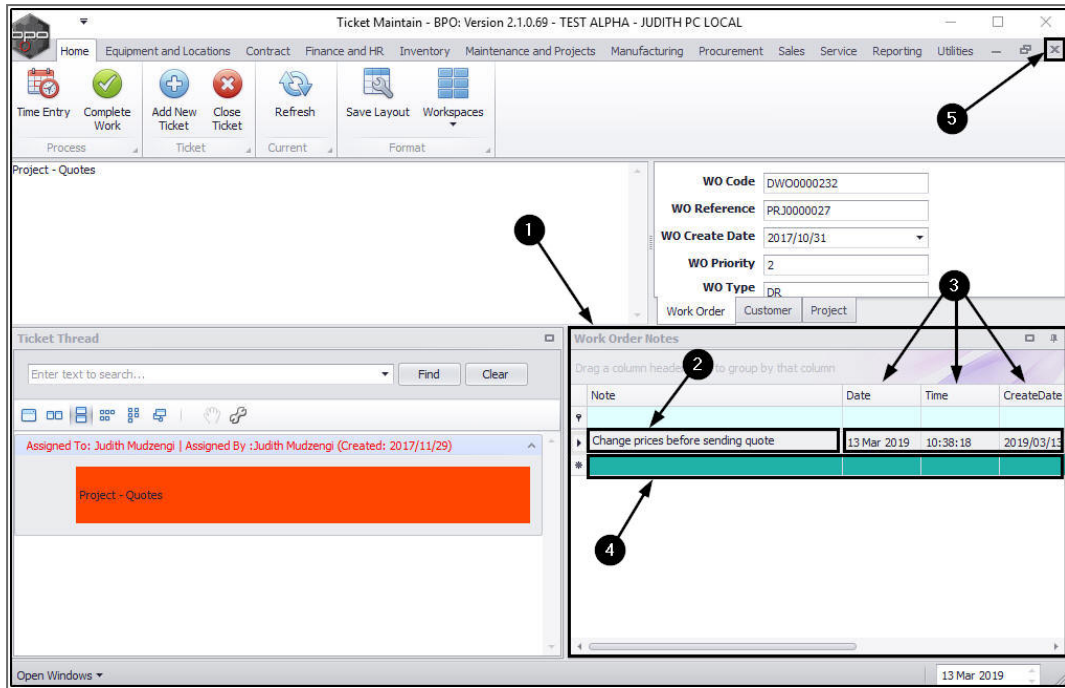 Ticket Maintain - BPO: Version 2.1.0.69 - TEST ALPHA - JUDITH PC LOCAL
bpo
Home Equipment and Locations Contract Finance and HR Inventory Maintenance and Projects Manufacturing Procurement Sales Service Reporting Utilities
Time Entry Complete Work Add New Ticket Close Ticket Refresh Save Layout Workspaces
5
Process Ticket Current Format
Project - Quotes
WO Code DWO0000232
WO Reference PRJ0000027
1
WO Create Date 2017/10/31
WO Priority 2
WO Type DR
3
Work Order Customer Project
Ticket Thread
Work Order Notes
Enter text to search... Find Clear
Drag a column heade 2 to group by that column
Note Date Time CreateDate
Assigned To: Judith Mudzengi | Assigned By :Judith Mudzengi (Created: 2017/11/29)
Change prices before sending quote 13 Mar 2019 10:38:18 2019/03/13
Project - Quotes
4
Open Windows 13 Mar 2019